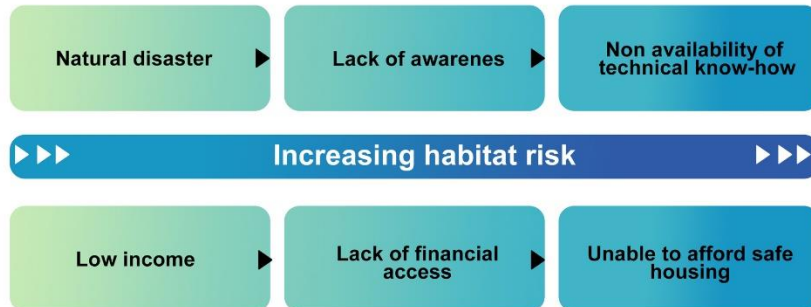 Natural disaster
Lack of awarenes
Non availability of
technical know-how
Increasing habitat risk
Low income
Lack of financial
access
Unable to afford safe
housing